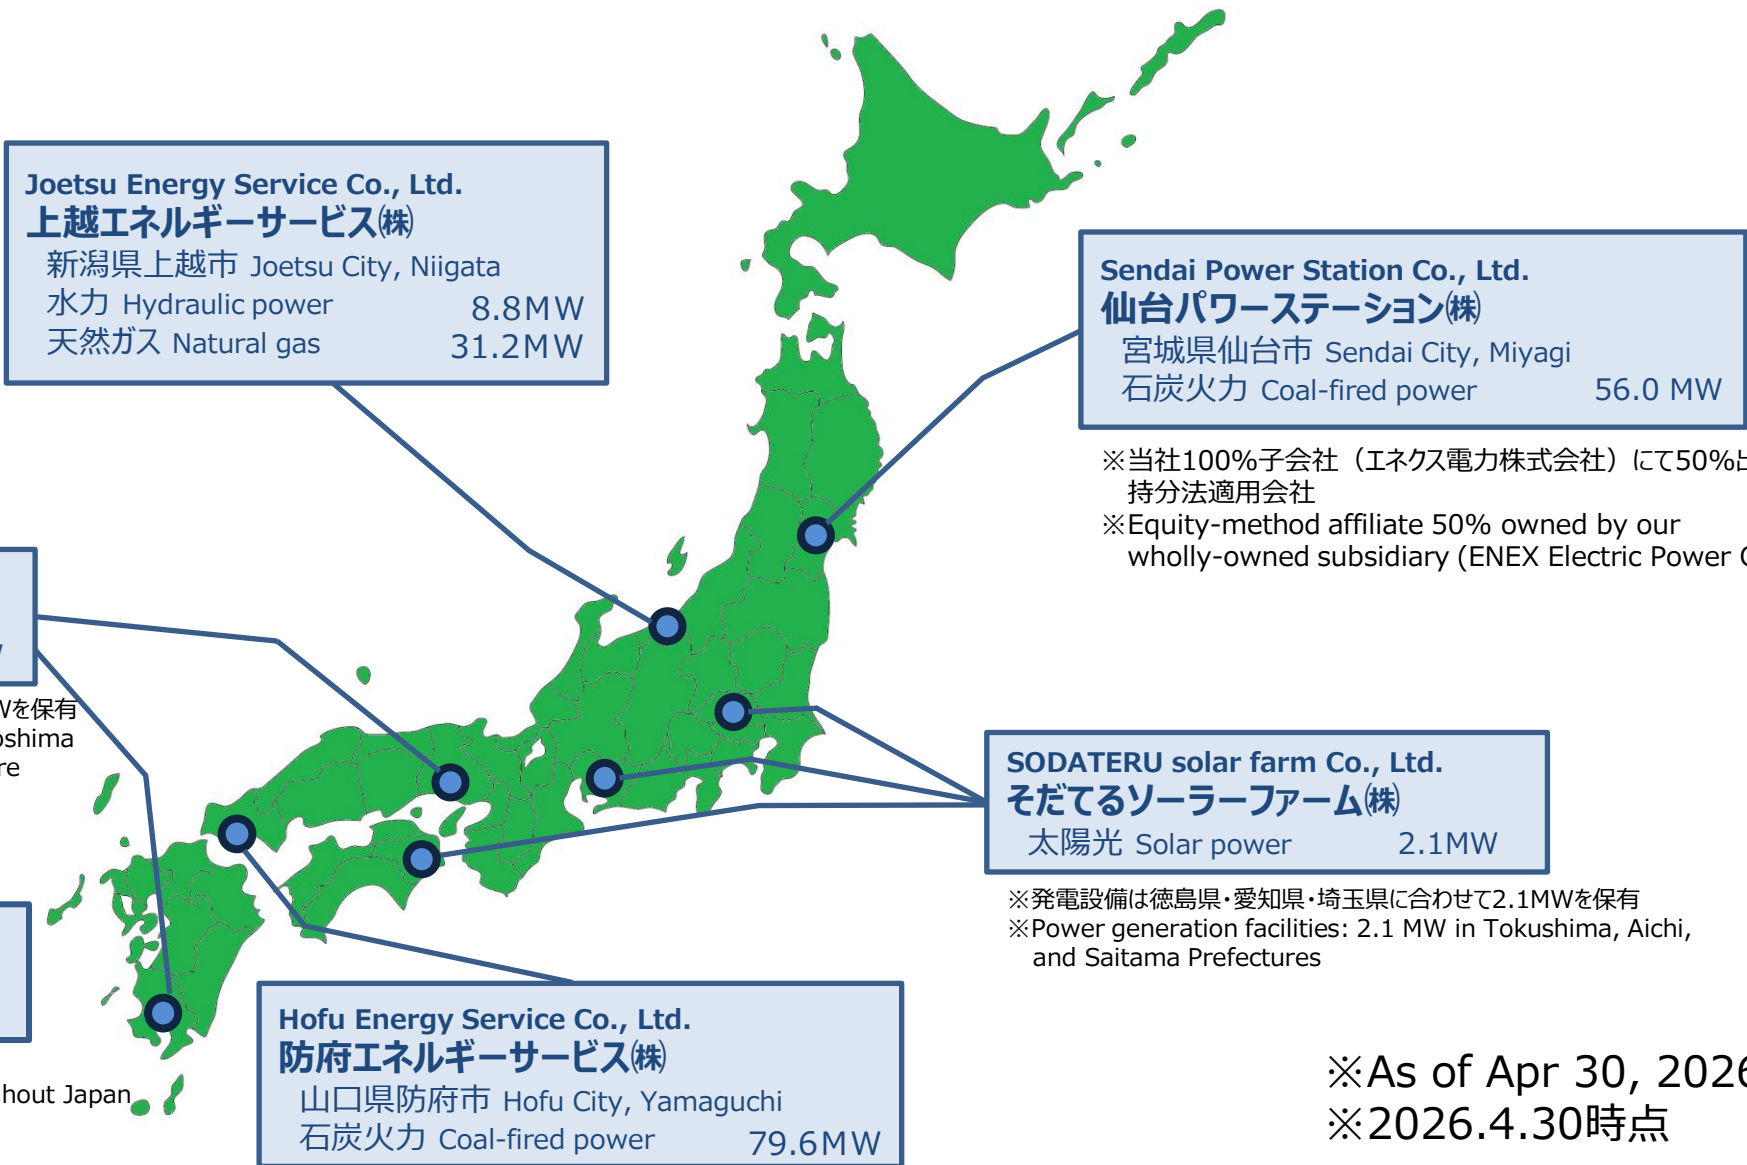 Joetsu Energy Service Co., Ltd.
上越エネルギーサービス㈱
新潟県上越市 Joetsu City, Niigata
水力 Hydraulic power 8.8MW
天然ガス Natural gas 31.2MW
Sendai Power Station Co., Ltd.
仙台パワーステーション㈱
宮城県仙台市 Sendai City, Miyagi
石炭火力 Coal-fired power 56.0 MW
※当社100%子会社（エネクス電力株式会社）にて50%
持分法適用会社
※Equity-method affiliate 50% owned by our
wholly-owned subsidiary (ENEX Electric Power
Wを保有
oshima
re
SODATERU solar farm Co., Ltd.
そだてるソーラーファーム㈱
太陽光 Solar power 2.1MW
※発電設備は徳島県・愛知県・埼玉県に合わせて2.1MWを保有
※Power generation facilities: 2.1 MW in Tokushima, Aichi,
and Saitama Prefectures
hout Japan
Hofu Energy Service Co., Ltd.
防府エネルギーサービス㈱
山口県防府市 Hofu City, Yamaguchi
石炭火力 Coal-fired power 79.6MW
※As of Apr 30, 2026
※2026.4.30時点